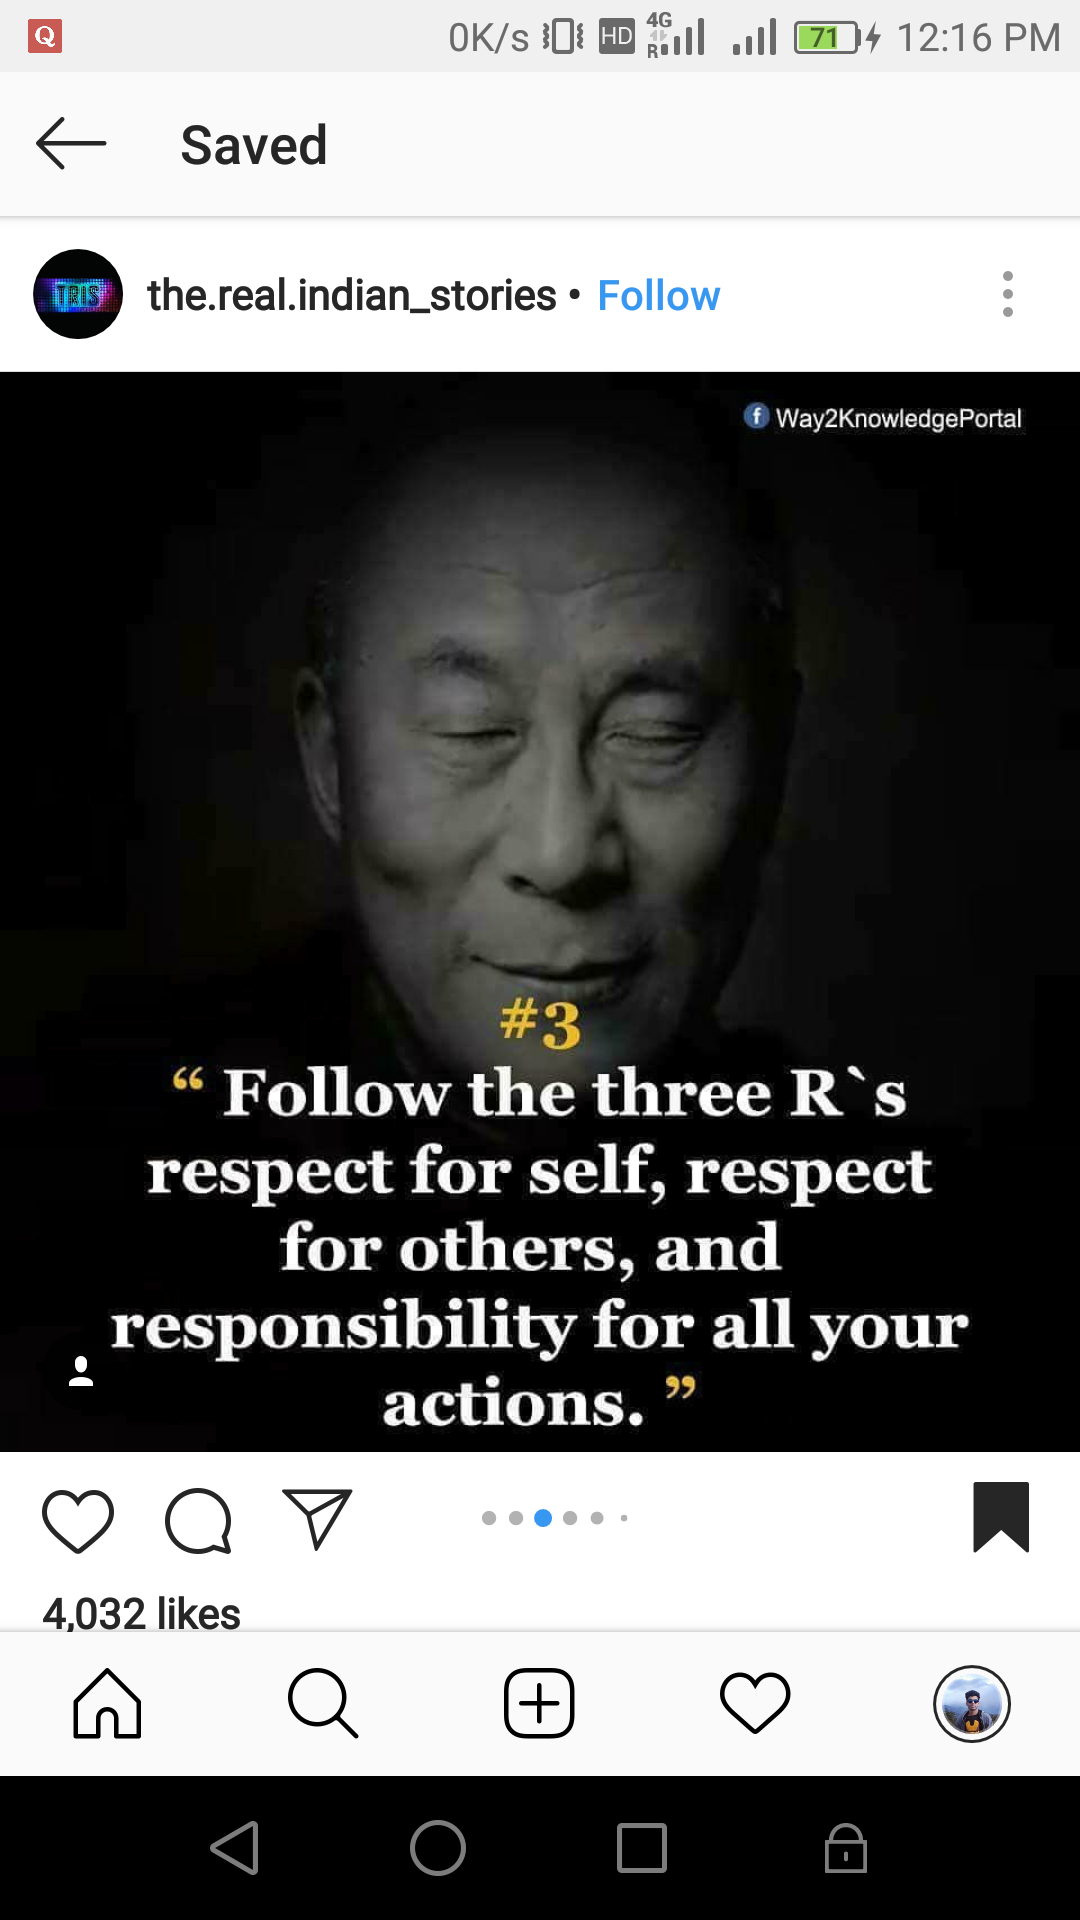 0K/s HD 4G R 71 12:16 PM
Saved
TRIS the.real.indian_stories • Follow
f Way2KnowledgePortal
#3
“ Follow the three R`s
respect for self, respect
for others, and
responsibility for all your
actions. ”
4,032 likes